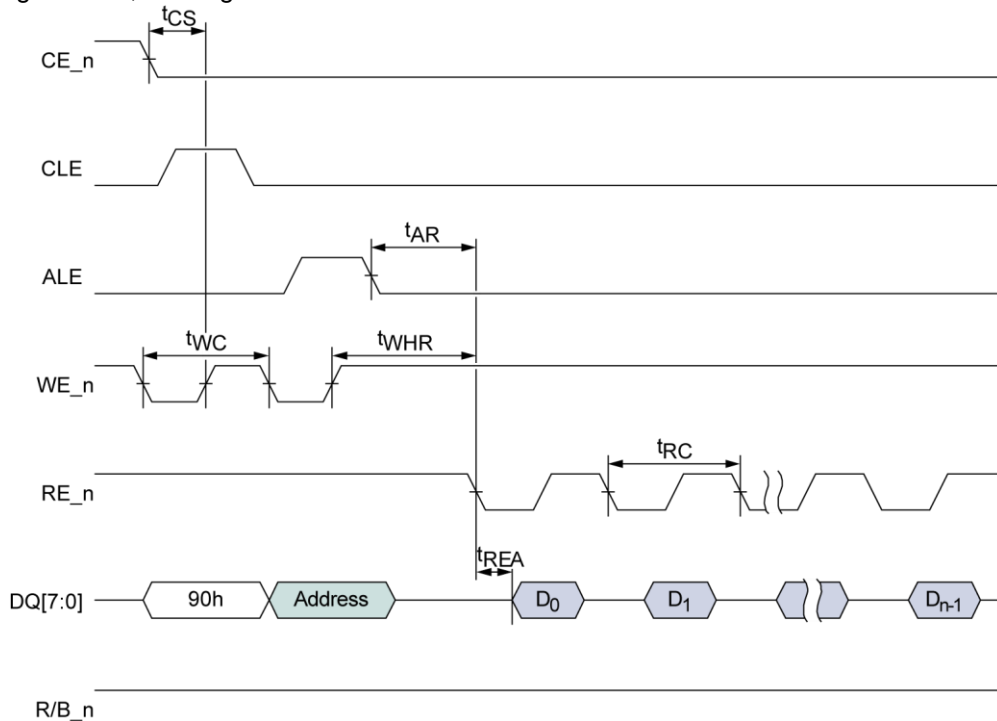 tCS
CE_n
CLE
tAR
ALE
tWC tWHR
WE_n
tRC
RE_n
tREA
DQ[7:0] 90h Address D0 D1 Dn-1
R/B_n